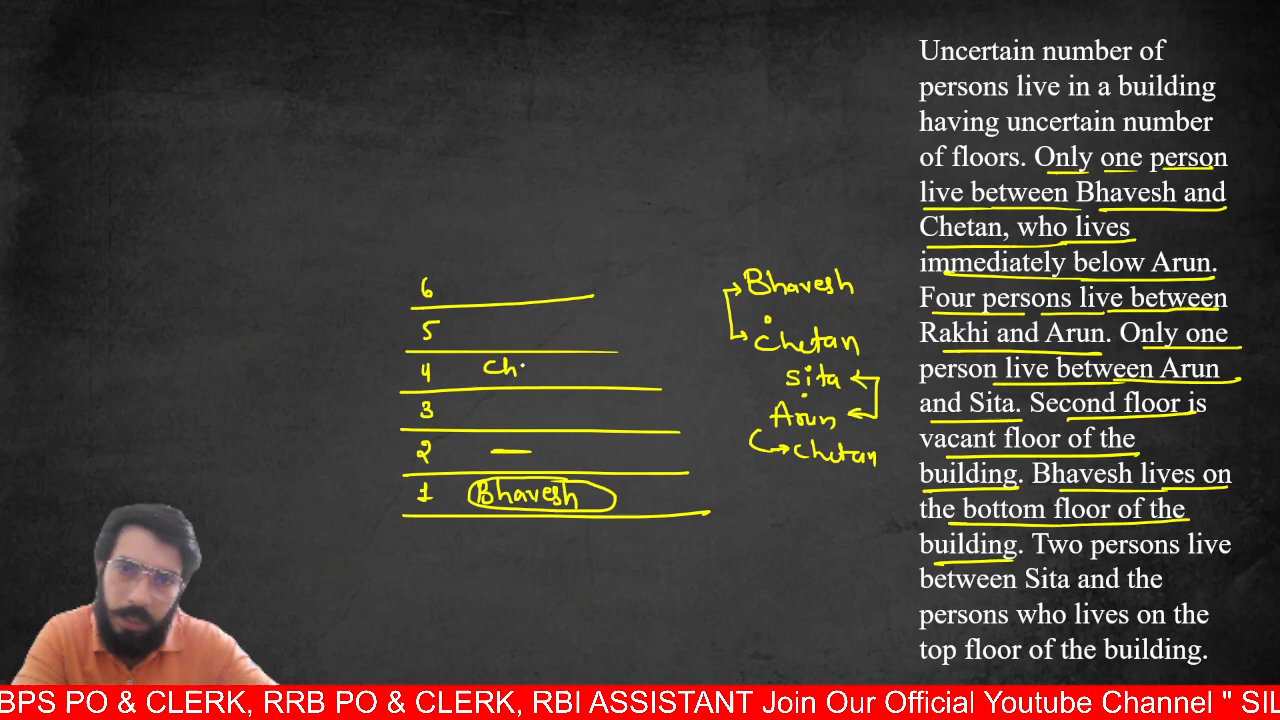 Uncertain number of
persons live in a building
having uncertain number
of floors. Only one person
live between Bhavesh and
Chetan, who lives
immediately below Arun.
Four persons live between
Rakhi and Arun. Only one
person live between Arun
and Sita. Second floor is
vacant floor of the
building. Bhavesh lives on
the bottom floor of the
building. Two persons live
between Sita and the
persons who lives on the
top floor of the building.
6
5
4 Ch
3
2 —
1 Bhavesh
Bhavesh
Chetan
Sita
Arun
Chetan
BPS PO & CLERK, RRB PO & CLERK, RBI ASSISTANT Join Our Official Youtube Channel " SIL